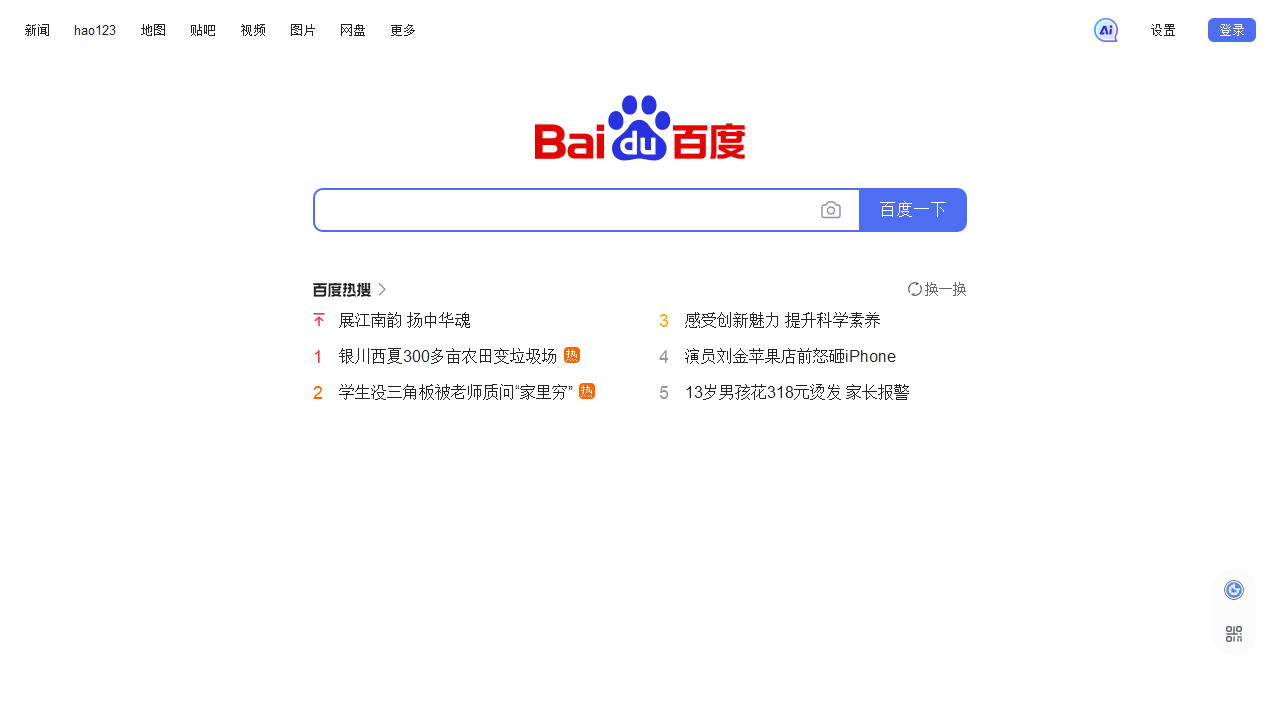 新闻 hao123 地图 贴吧 视频 图片 网盘 更多 Ai 设置 登录
Bai du 百度
百度一下
百度热搜 换一换
展江南韵 扬中华魂
1 银川西夏300多亩农田变垃圾场 热
2 学生没三角板被老师质问“家里穷” 热
3 感受创新魅力 提升科学素养
4 演员刘金苹果店前怒砸iPhone
5 13岁男孩花318元烫发 家长报警